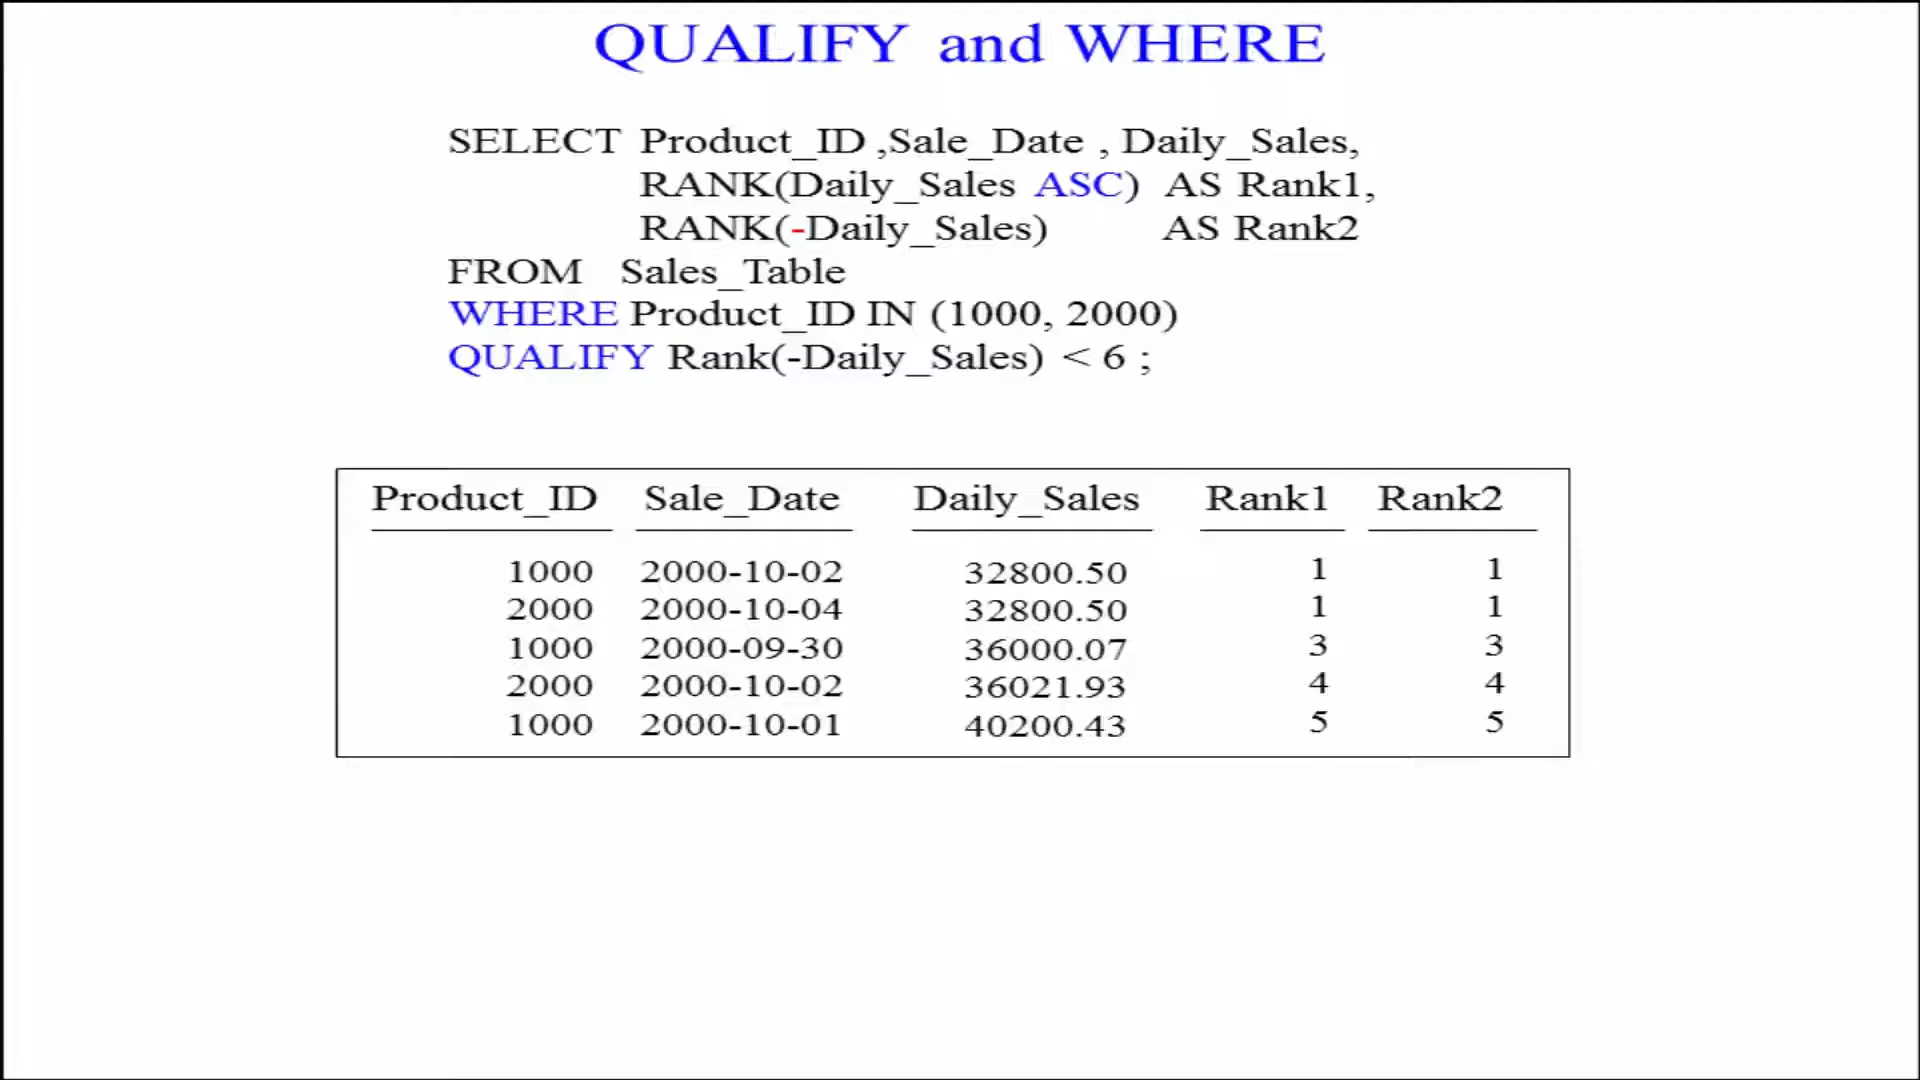 QUALIFY and WHERE
SELECT Product_ID ,Sale_Date , Daily_Sales,
RANK(Daily_Sales ASC) AS Rank1,
RANK(-Daily_Sales) AS Rank2
FROM Sales_Table
WHERE Product_ID IN (1000, 2000)
QUALIFY Rank(-Daily_Sales) < 6 ;
Product_ID Sale_Date Daily_Sales Rank1 Rank2
1000 2000-10-02 32800.50 1 1
2000 2000-10-04 32800.50 1 1
1000 2000-09-30 36000.07 3 3
2000 2000-10-02 36021.93 4 4
1000 2000-10-01 40200.43 5 5